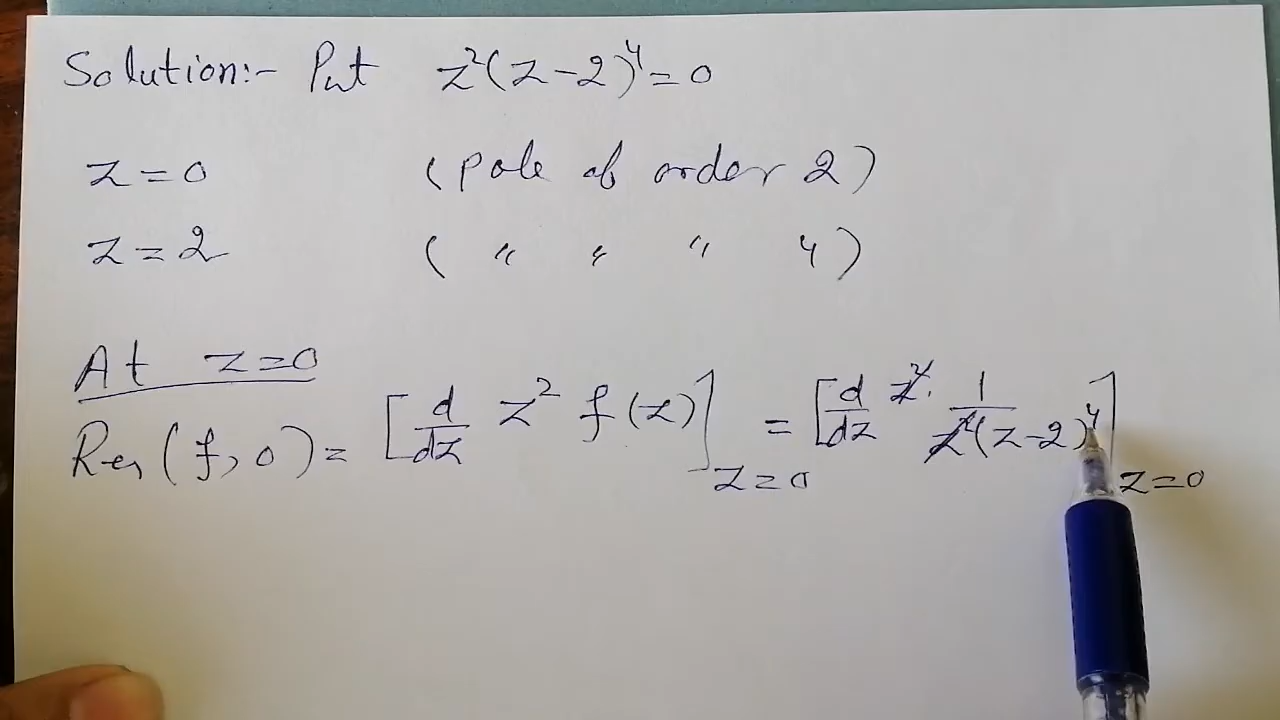 Solution:- Put z²(z-2)⁴=0
z=0 (pole of order 2)
z=2 ( " " " 4)
At z=0
Res(f,0)= [d/dz z² f(z)]z=0 = [d/dz z². 1/z²(z-2)⁴]z=0